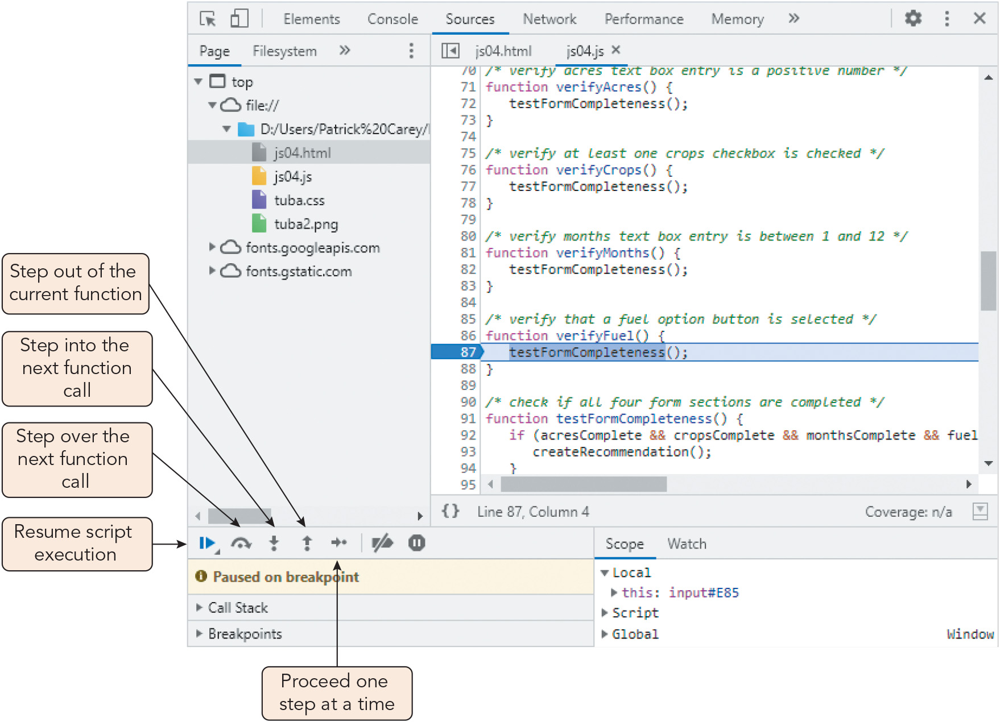 Elements Console Sources Network Performance Memory
Page Filesystem
js04.html js04.js
top
file://
D:/Users/Patrick%20Carey/
js04.html
js04.js
tuba.css
tuba2.png
fonts.googleapis.com
fonts.gstatic.com
70 /* verify acres text box entry is a positive number */
71 function verifyAcres() {
72 testFormCompleteness();
73 }
74
75 /* verify at least one crops checkbox is checked */
76 function verifyCrops() {
77 testFormCompleteness();
78 }
79
80 /* verify months text box entry is between 1 and 12 */
81 function verifyMonths() {
82 testFormCompleteness();
83 }
84
85 /* verify that a fuel option button is selected */
86 function verifyFuel() {
87 testFormCompleteness();
88 }
89
90 /* check if all four form sections are completed */
91 function testFormCompleteness() {
92 if (acresComplete && cropsComplete && monthsComplete && fuel
93 createRecommendation();
94 }
95
{} Line 87, Column 4
Coverage: n/a
Step out of the
current function
Step into the
next function
call
Step over the
next function
call
Resume script
execution
Paused on breakpoint
Call Stack
Breakpoints
Scope Watch
Local
this: input#E85
Script
Global Window
Proceed one
step at a time